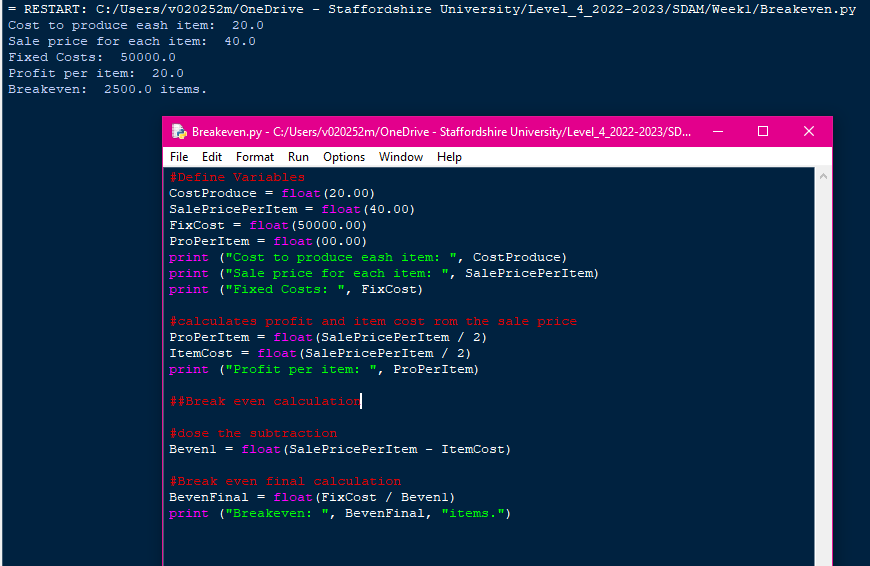 = RESTART: C:/Users/v020252m/OneDrive - Staffordshire University/Level_4_2022-2023/SDAM/Week1/Breakeven.py
Cost to produce eash item:  20.0
Sale price for each item:  40.0
Fixed Costs:  50000.0
Profit per item:  20.0
Breakeven:  2500.0 items.
Breakeven.py - C:/Users/v020252m/OneDrive - Staffordshire University/Level_4_2022-2023/SD...
File Edit Format Run Options Window Help
#Define Variables
CostProduce = float(20.00)
SalePricePerItem = float(40.00)
FixCost = float(50000.00)
ProPerItem = float(00.00)
print ("Cost to produce eash item: ", CostProduce)
print ("Sale price for each item: ", SalePricePerItem)
print ("Fixed Costs: ", FixCost)
#calculates profit and item cost rom the sale price
ProPerItem = float(SalePricePerItem / 2)
ItemCost = float(SalePricePerItem / 2)
print ("Profit per item: ", ProPerItem)
##Break even calculation
#dose the subtraction
Beven1 = float(SalePricePerItem - ItemCost)
#Break even final calculation
BevenFinal = float(FixCost / Beven1)
print ("Breakeven: ", BevenFinal, "items.")